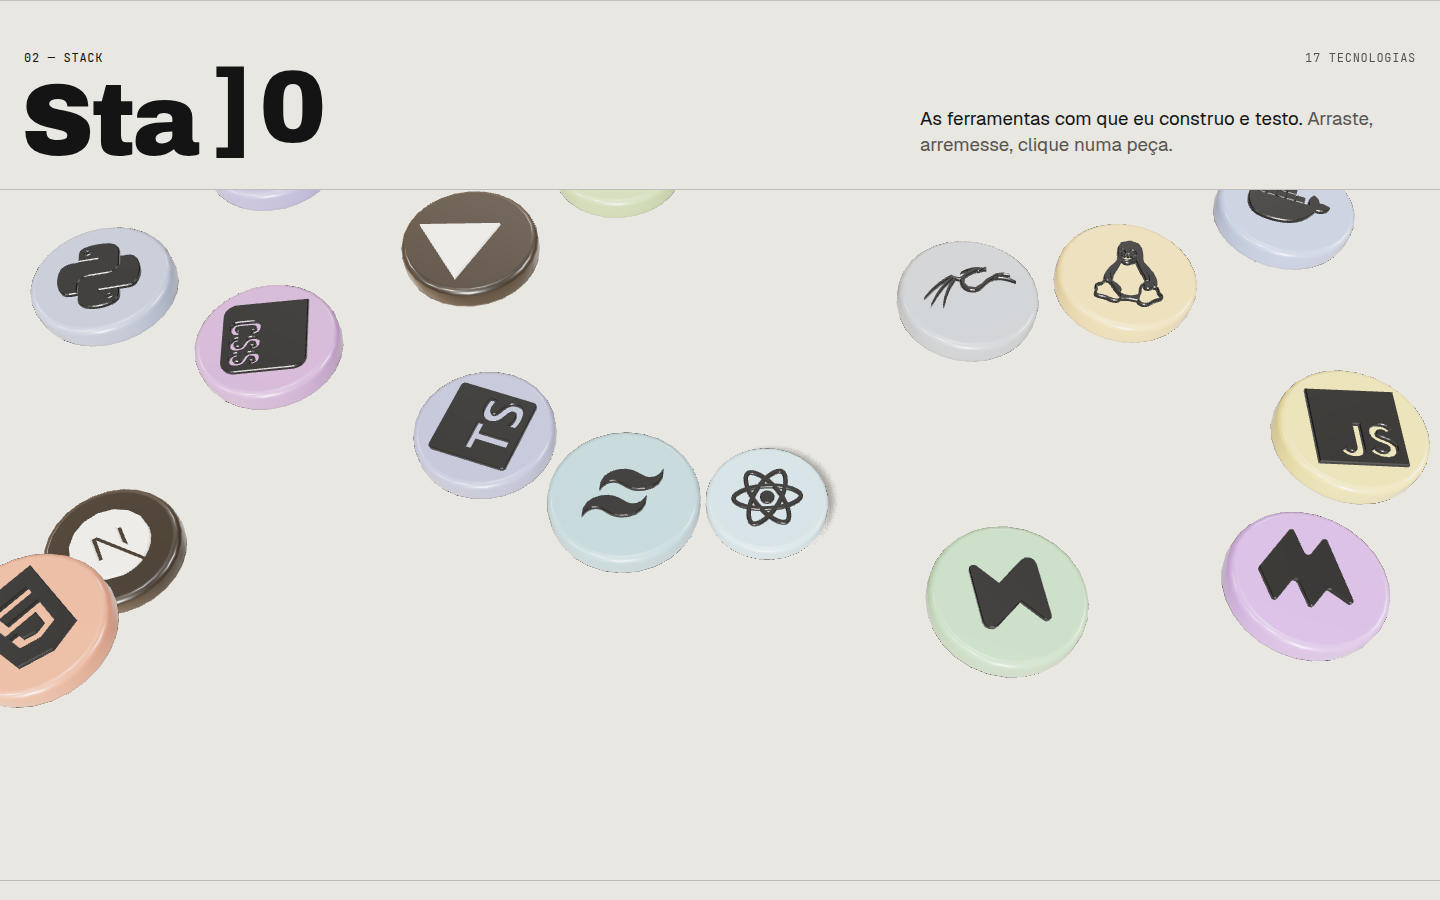 02 — STACK
17 TECNOLOGIAS
Sta]0
As ferramentas com que eu construo e testo. Arraste,
arremesse, clique numa peça.
CSS
TS
JS